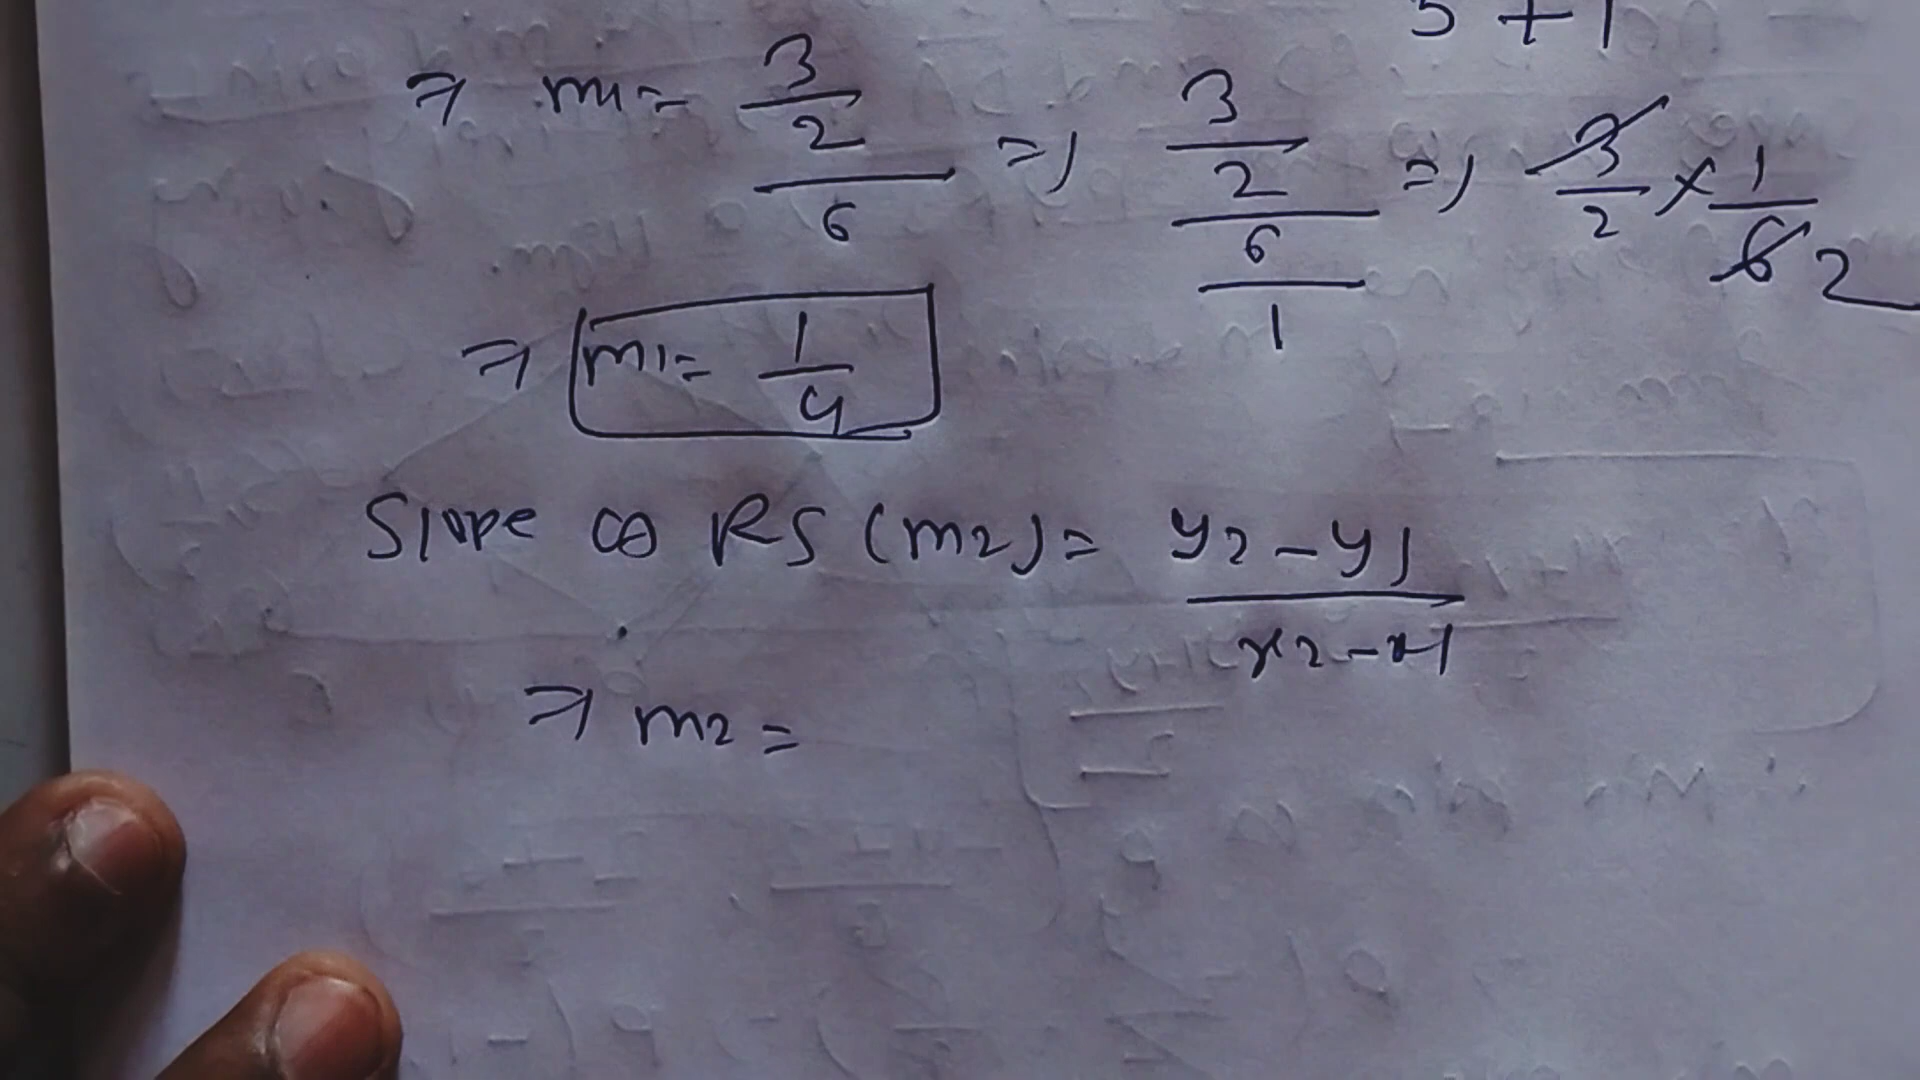 5 + 1
⇒ m1 = 3/2/6 ⇒ 3/2/6/1 ⇒ 3/2 × 1/6 2
⇒ m1 = 1/4
Slope of RS (m2) = y2 - y1 / x2 - x1
⇒ m2 =